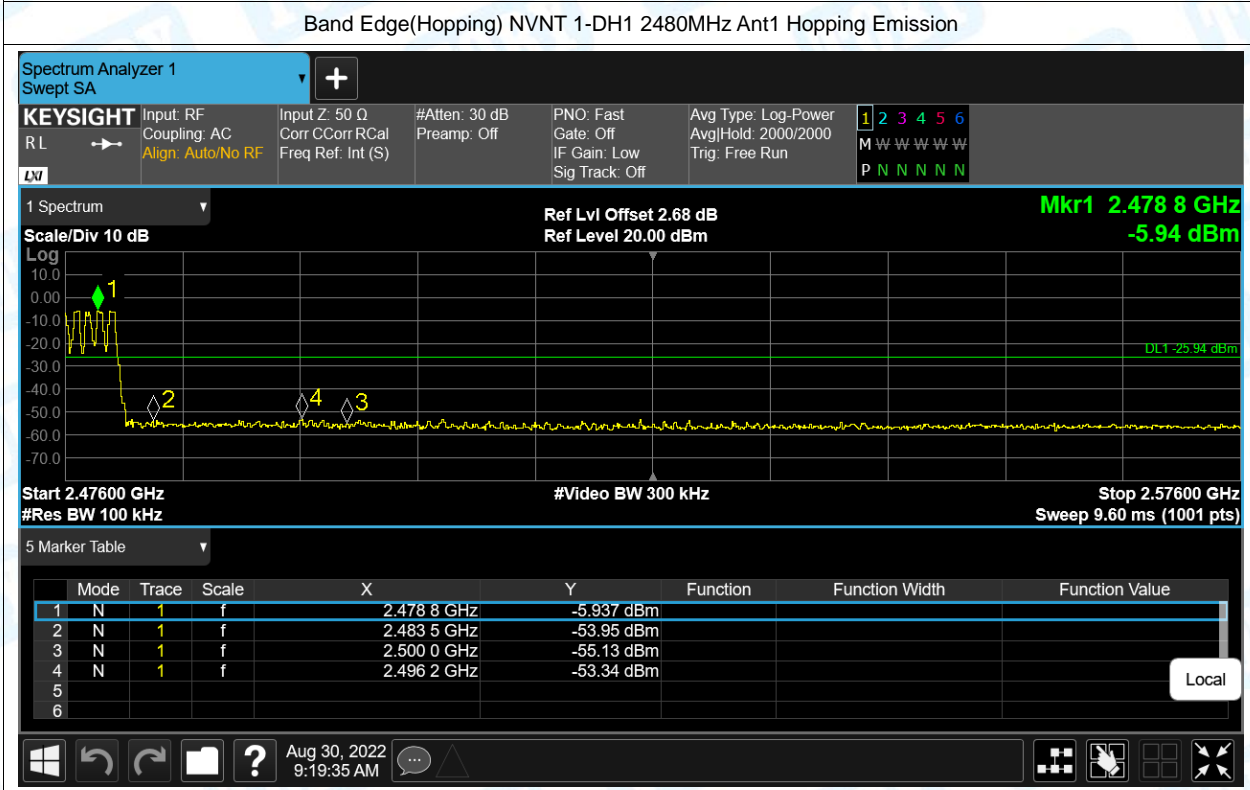 Band Edge(Hopping) NVNT 1-DH1 2480MHz Ant1 Hopping Emission
Spectrum Analyzer 1
Swept SA
+
KEYSIGHT
RL
LXI
Input: RF
Coupling: AC
Align: Auto/No RF
Input Z: 50 Ω
Corr CCorr RCal
Freq Ref: Int (S)
#Atten: 30 dB
Preamp: Off
PNO: Fast
Gate: Off
IF Gain: Low
Sig Track: Off
Avg Type: Log-Power
Avg|Hold: 2000/2000
Trig: Free Run
1 2 3 4 5 6
M W W W W W
P N N N N N
1 Spectrum
Scale/Div 10 dB
Ref Lvl Offset 2.68 dB
Ref Level 20.00 dBm
Mkr1 2.478 8 GHz
-5.94 dBm
Log
10.0
0.00
-10.0
-20.0
-30.0
-40.0
-50.0
-60.0
-70.0
1
2
4
3
DL1 -25.94 dBm
Start 2.47600 GHz
#Res BW 100 kHz
#Video BW 300 kHz
Stop 2.57600 GHz
Sweep 9.60 ms (1001 pts)
5 Marker Table
Mode Trace Scale X Y Function Function Width Function Value
1 N 1 f 2.478 8 GHz -5.937 dBm
2 N 1 f 2.483 5 GHz -53.95 dBm
3 N 1 f 2.500 0 GHz -55.13 dBm
4 N 1 f 2.496 2 GHz -53.34 dBm
5
6
Local
?
Aug 30, 2022
9:19:35 AM